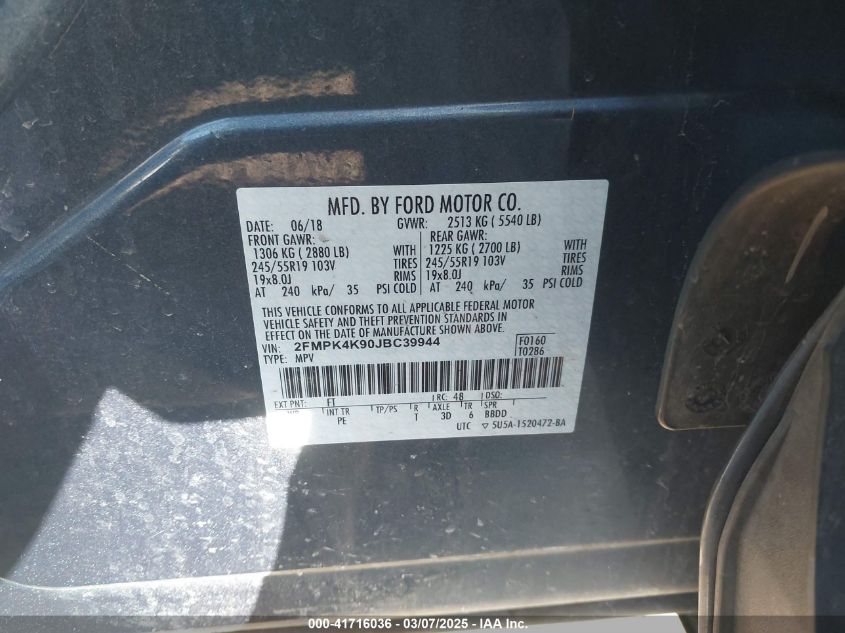 MFD. BY FORD MOTOR CO.
DATE: 06/18 GVWR: 2513 KG ( 5540 LB)
FRONT GAWR: REAR GAWR:
1306 KG ( 2880 LB) WITH 1225 KG ( 2700 LB) WITH
245/55R19 103V TIRES 245/55R19 103V TIRES
19x8.0J RIMS 19x8.0J RIMS
AT 240 kPa/ 35 PSI COLD AT 240 kPa/ 35 PSI COLD
THIS VEHICLE CONFORMS TO ALL APPLICABLE FEDERAL MOTOR
VEHICLE SAFETY AND THEFT PREVENTION STANDARDS IN
EFFECT ON THE DATE OF MANUFACTURE SHOWN ABOVE.
VIN: 2FMPK4K90JBC39944 F0160
TYPE: MPV T0286
EXT PNT: FT RC: 48 DSO:
INT TR TP/PS R AXLE TR SPR
PE T 3D 6 BBDD
UTC ▽ 5U5A-1520472-BA
000-41716036 - 03/07/2025 - IAA Inc.